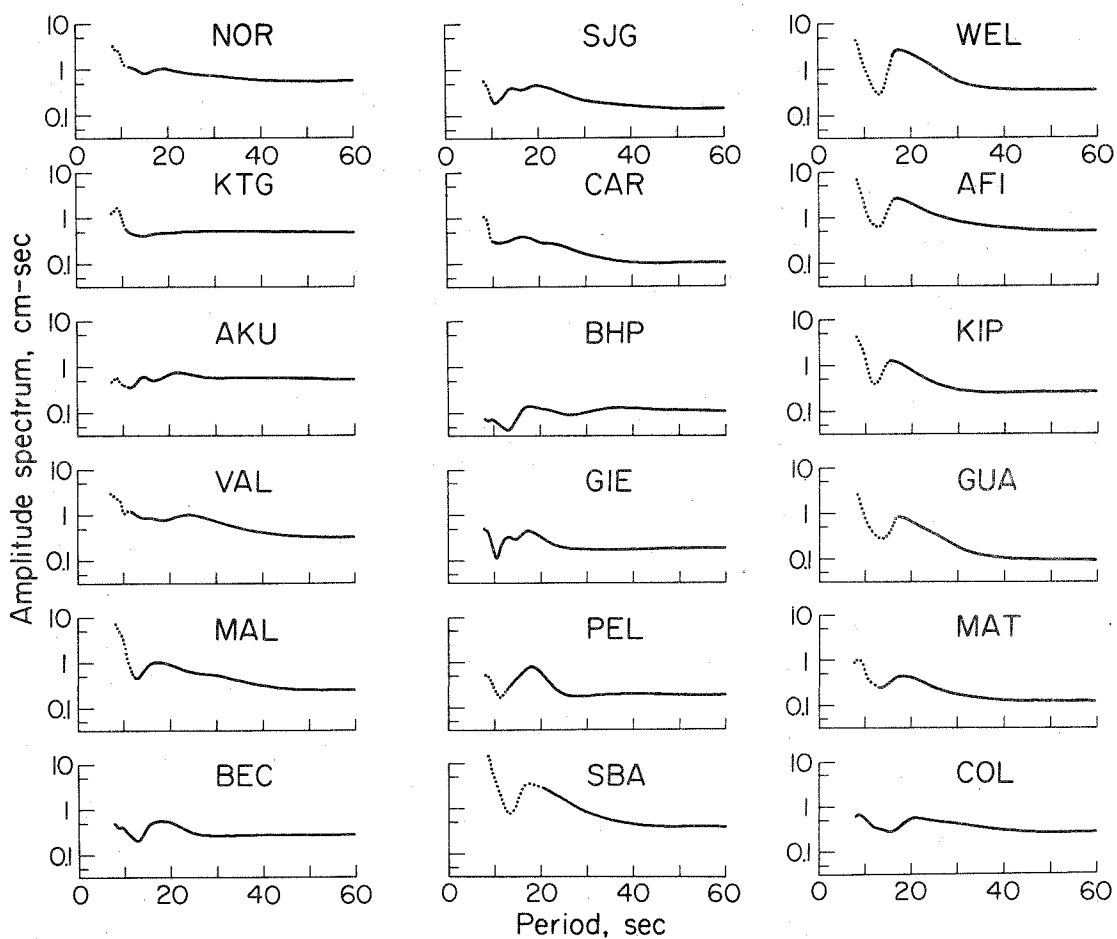 NOR
SJG
WEL
10
1
0.1
10
1
0.1
0 20 40 60
0 20 40 60
0 20 40 60
KTG
CAR
AFI
10
1
0.1
10
1
0.1
AKU
BHP
KIP
10
1
0.1
10
1
0.1
VAL
GIE
GUA
10
1
0.1
10
1
0.1
MAL
PEL
MAT
10
1
0.1
10
1
0.1
BEC
SBA
COL
10
1
0.1
10
1
0.1
0 20 40 60
0 20 40 60
0 20 40 60
Amplitude spectrum, cm-sec
Period, sec